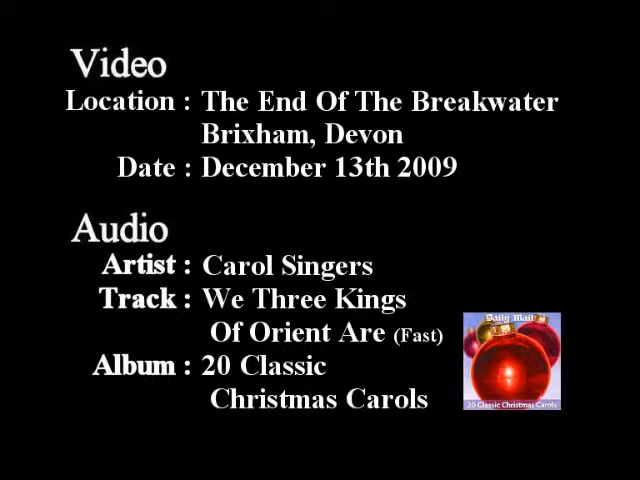 Video
Location : The End Of The Breakwater
Brixham, Devon
Date : December 13th 2009
Audio
Artist : Carol Singers
Track : We Three Kings
Of Orient Are (Fast)
Album : 20 Classic
Christmas Carols
Daily Mail
20 Classic Christmas Carols